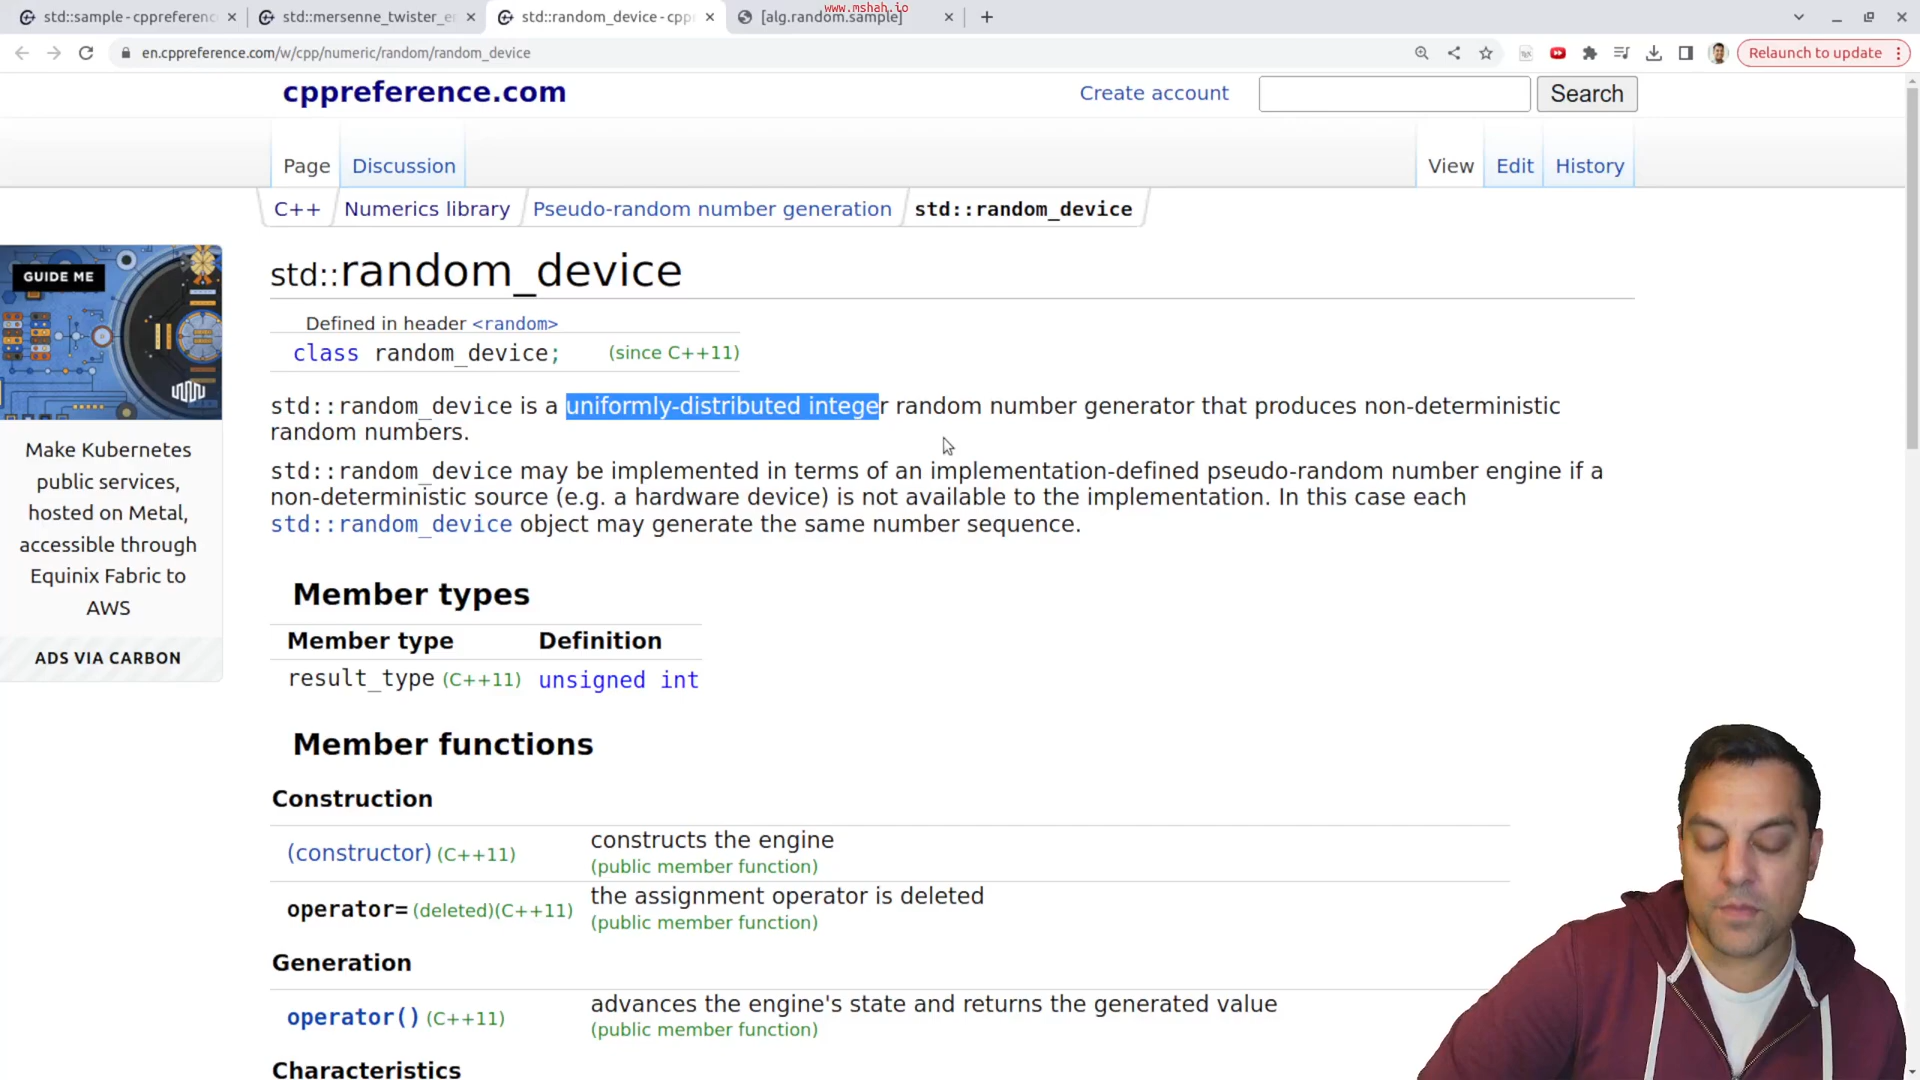 www.mshah.io
std::sample - cppreferenc
std::mersenne_twister_e
std::random_device - cpp
[alg.random.sample]
en.cppreference.com/w/cpp/numeric/random/random_device
Relaunch to update
cppreference.com
Create account
Search
Page
Discussion
View
Edit
History
C++
Numerics library
Pseudo-random number generation
std::random_device
std::random_device
Defined in header <random>
class random_device; (since C++11)
std::random_device is a uniformly-distributed integer random number generator that produces non-deterministic
random numbers.
std::random_device may be implemented in terms of an implementation-defined pseudo-random number engine if a
non-deterministic source (e.g. a hardware device) is not available to the implementation. In this case each
std::random_device object may generate the same number sequence.
GUIDE ME
Make Kubernetes
public services,
hosted on Metal,
accessible through
Equinix Fabric to
AWS
ADS VIA CARBON
Member types
Member type Definition
result_type (C++11) unsigned int
Member functions
Construction
(constructor) (C++11)
constructs the engine
(public member function)
operator= (deleted)(C++11)
the assignment operator is deleted
(public member function)
Generation
operator() (C++11)
advances the engine's state and returns the generated value
(public member function)
Characteristics